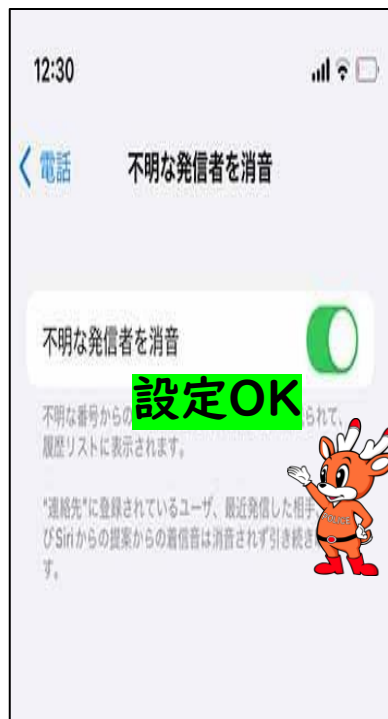 12:30
電話 不明な発信者を消音
不明な発信者を消音
不明な番号からの
設定OK
られて、
履歴リストに表示されます。
"連絡先"に登録されているユーザ、最近発信した相手
びSiriからの提案からの着信音は消音されず引き続き
す。
POLICE